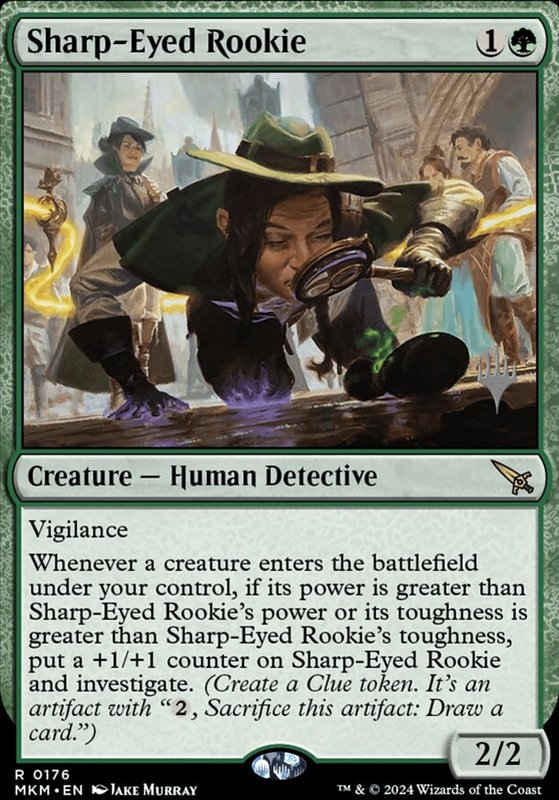 Sharp-Eyed Rookie 1
Creature — Human Detective
Vigilance
Whenever a creature enters the battlefield
under your control, if its power is greater than
Sharp-Eyed Rookie's power or its toughness is
greater than Sharp-Eyed Rookie's toughness,
put a +1/+1 counter on Sharp-Eyed Rookie
and investigate. (Create a Clue token. It's an
artifact with “2, Sacrifice this artifact: Draw a
card.”)
2/2
R 0176
MKM • EN Jake Murray
™ & © 2024 Wizards of the Coast